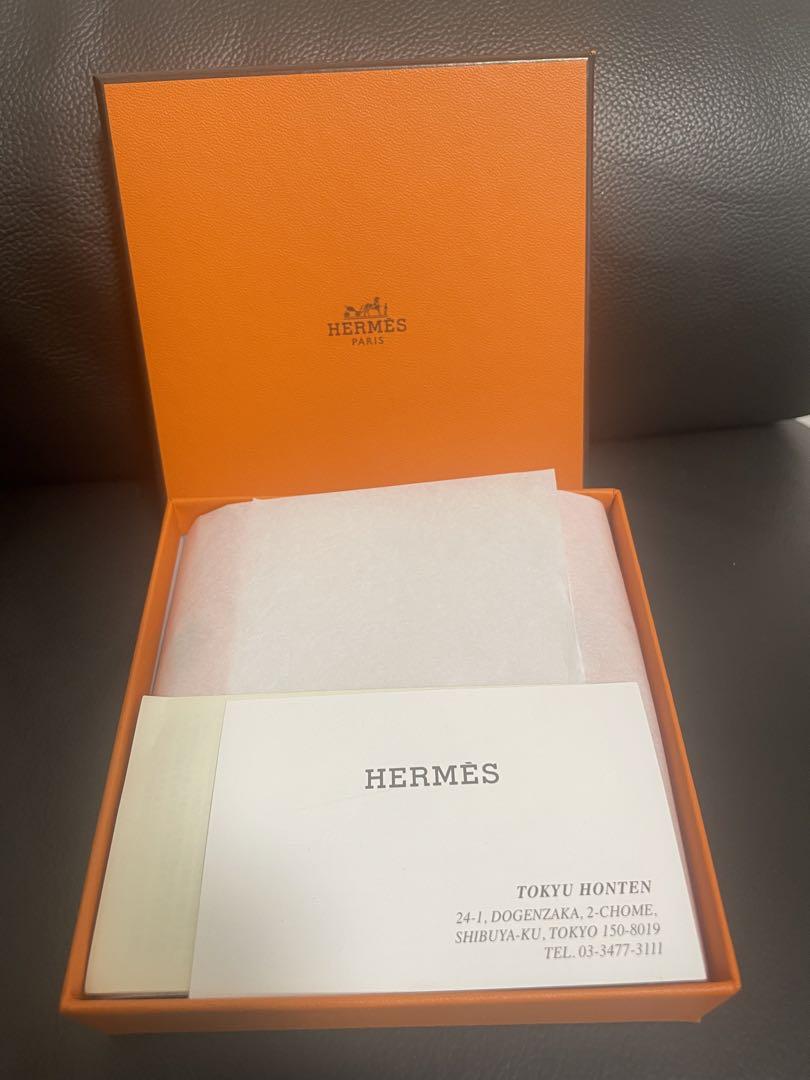 HERMÈS
PARIS
HERMÈS
TOKYU HONTEN
24-1, DOGENZAKA, 2-CHOME,
SHIBUYA-KU, TOKYO 150-8019
TEL. 03-3477-3111